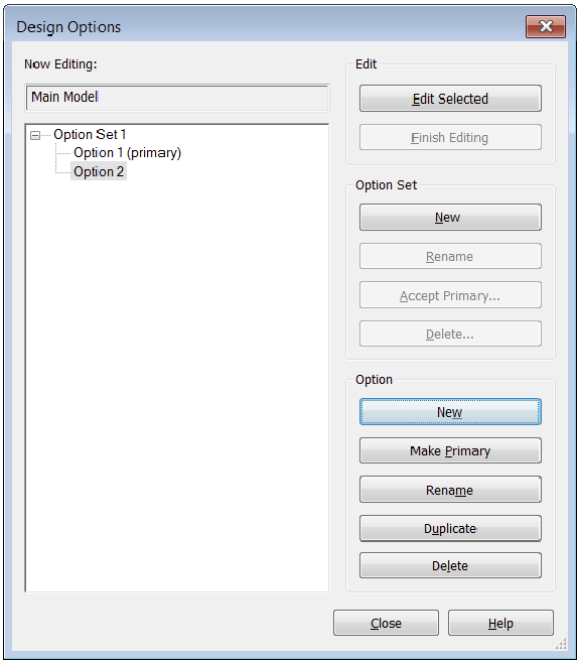 Design Options
Now Editing:
Main Model
Option Set 1
Option 1 (primary)
Option 2
Edit
Edit Selected
Finish Editing
Option Set
New
Rename
Accept Primary...
Delete...
Option
New
Make Primary
Rename
Duplicate
Delete
Close
Help